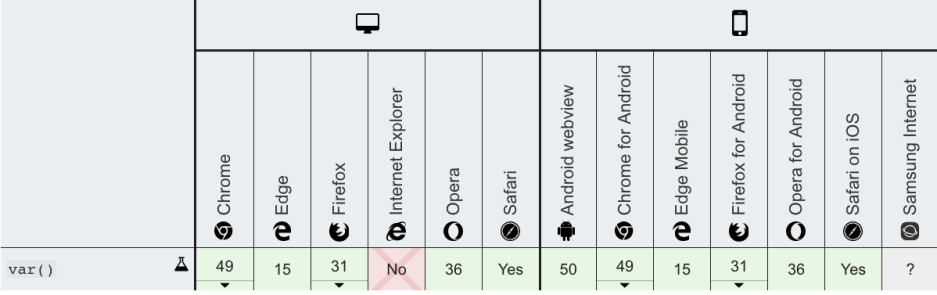 Chrome
Edge
Firefox
Internet Explorer
Opera
Safari
Android webview
Chrome for Android
Edge Mobile
Firefox for Android
Opera for Android
Safari on iOS
Samsung Internet
var() 49 15 31 No 36 Yes 50 49 15 31 36 Yes ?